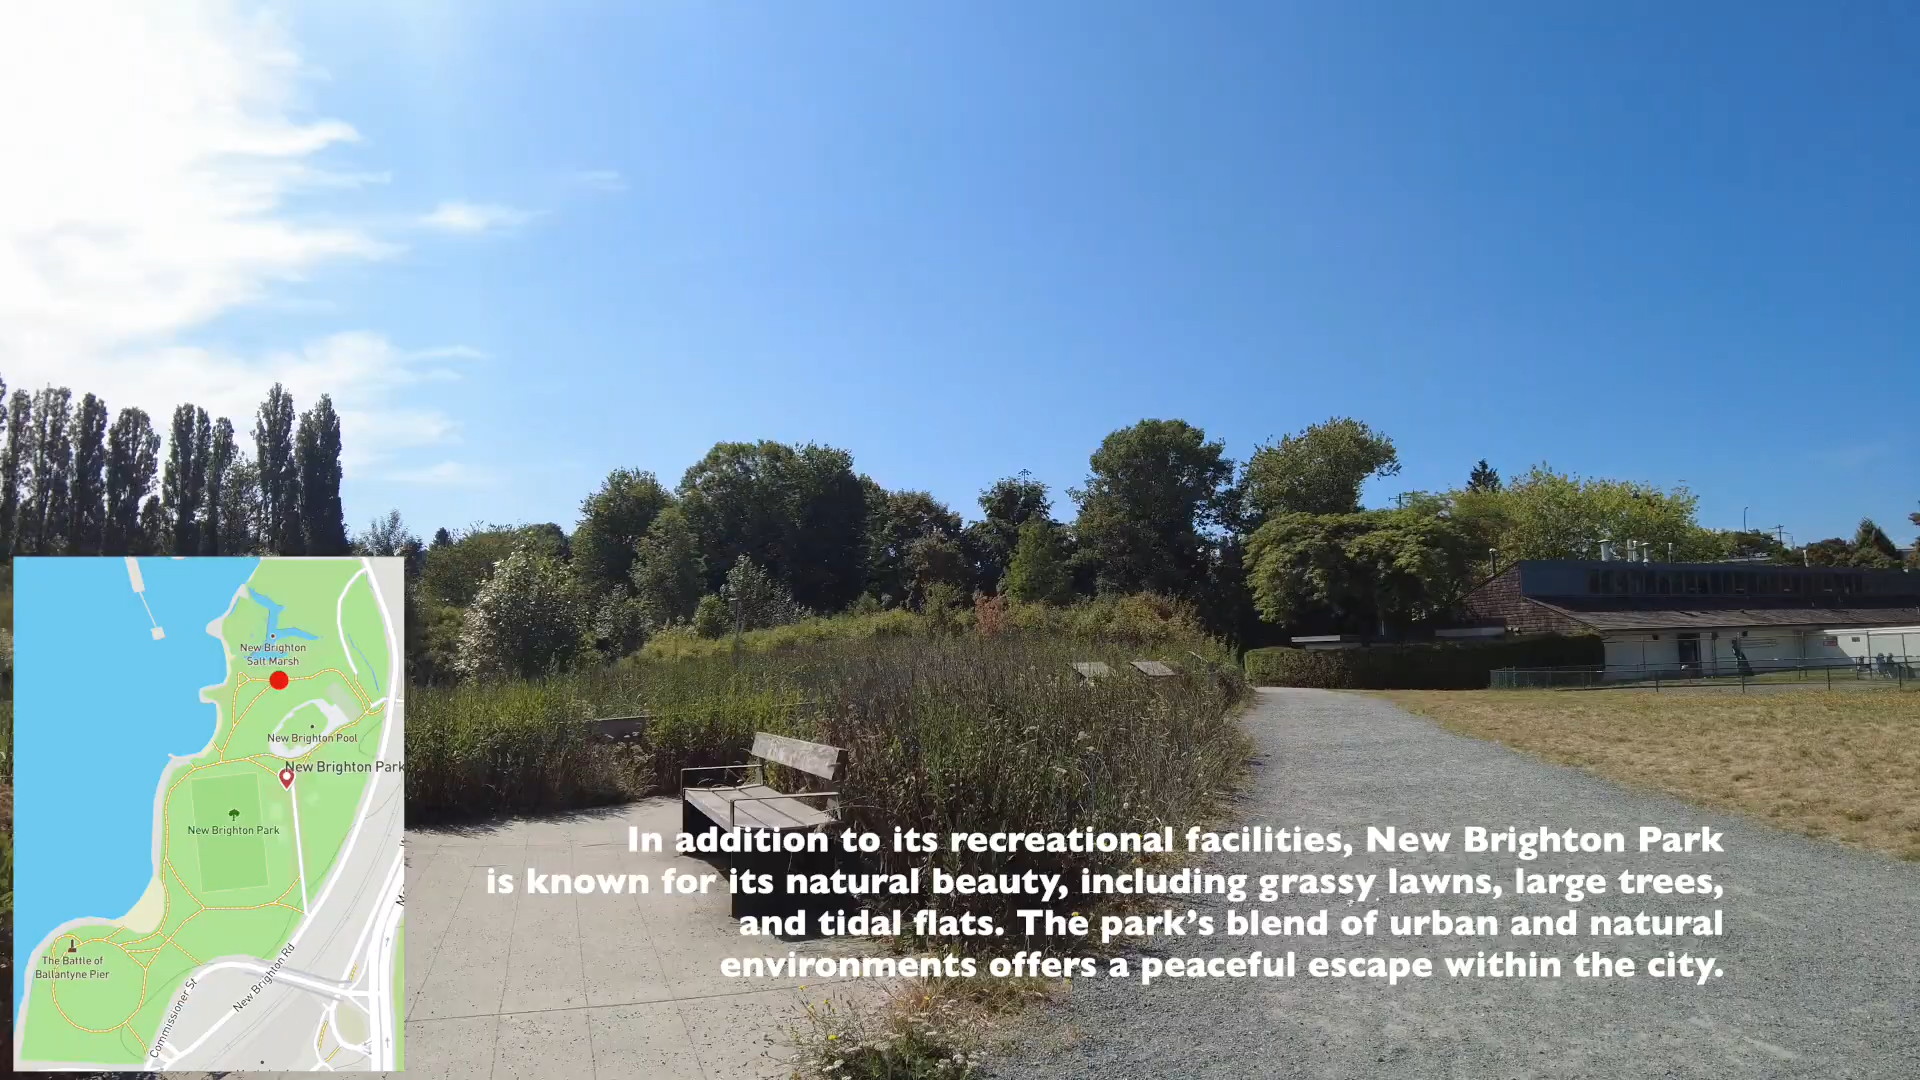 New Brighton
Salt Marsh
New Brighton Pool
New Brighton Park
New Brighton Park
The Battle of
Ballantyne Pier
New Brighton Rd
Commissioner St
In addition to its recreational facilities, New Brighton Park
is known for its natural beauty, including grassy lawns, large trees,
and tidal flats. The park’s blend of urban and natural
environments offers a peaceful escape within the city.